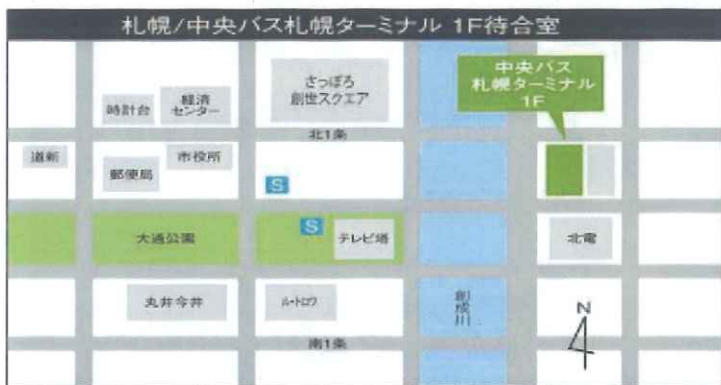 札幌/中央バス札幌ターミナル 1F待合室
中央バス
札幌ターミナル
1F
さっぽろ
創世スクエア
時計台
経済
センター
北1条
道新
市役所
郵便局
S
S
大通公園
テレビ塔
北電
丸井今井
ル・トロワ
創成川
N
南1条